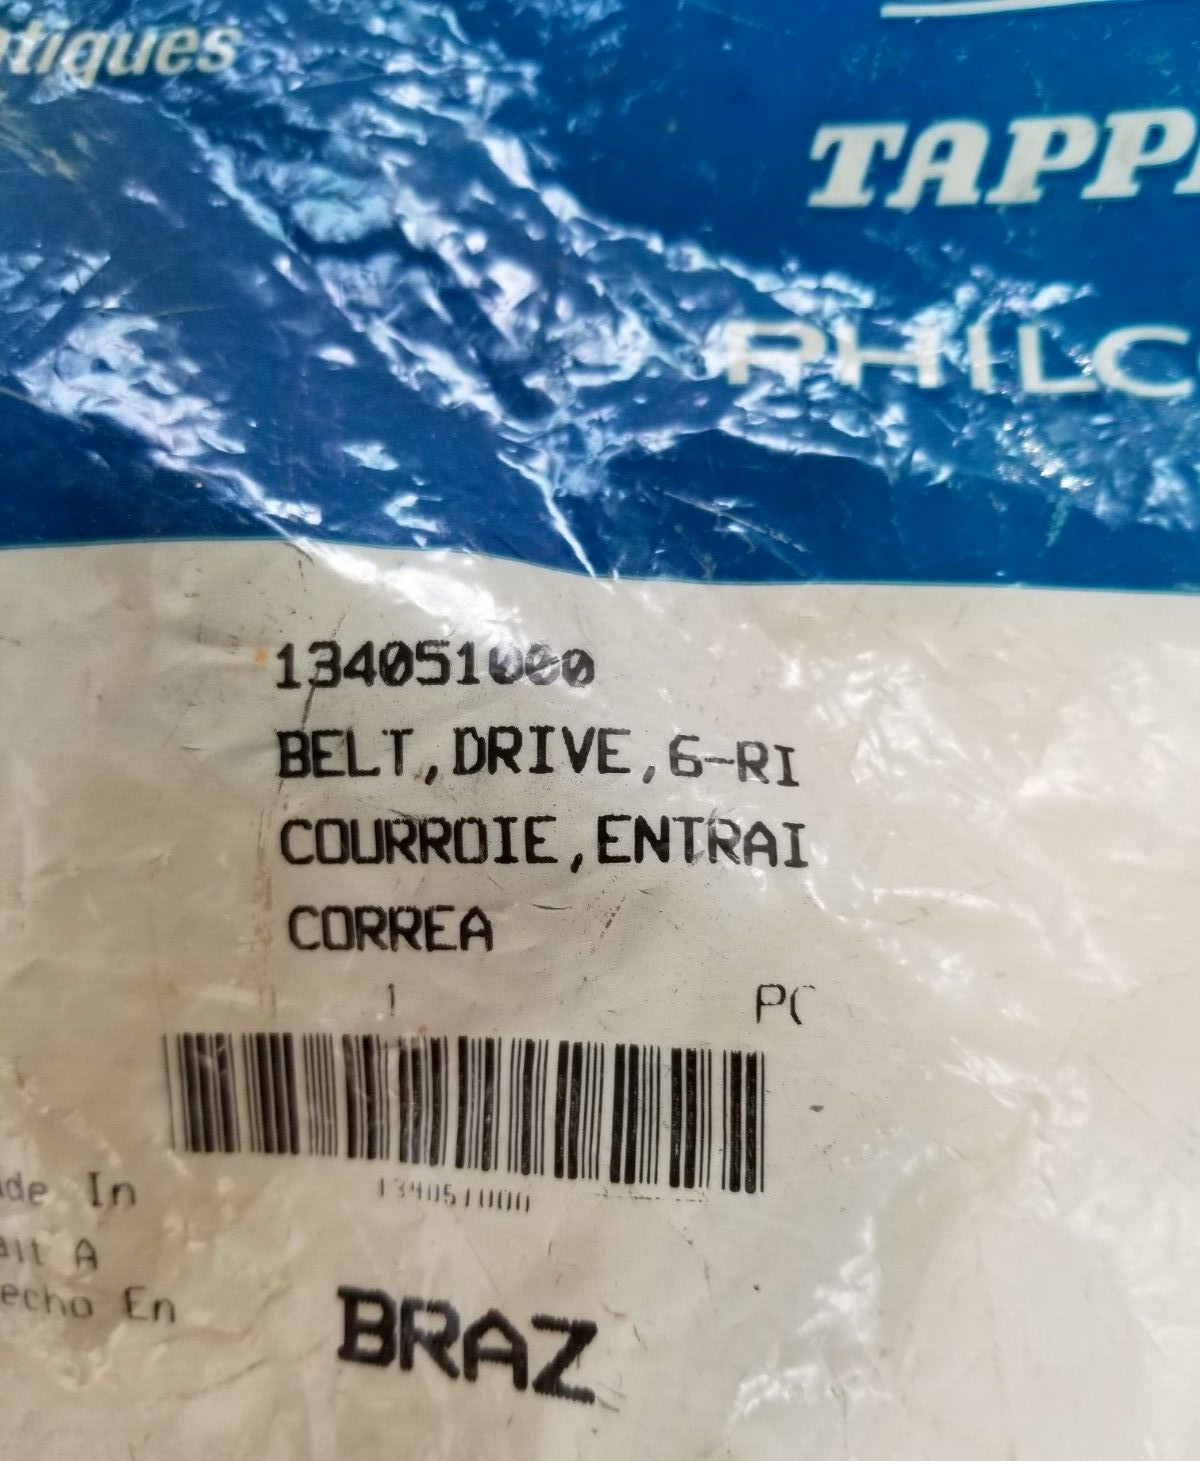 tiques
TAPP
PHILC
134051000
BELT,DRIVE,6-RI
COURROIE,ENTRAI
CORREA
1 PC
134051000
ade In
ait A
echo En
BRAZ